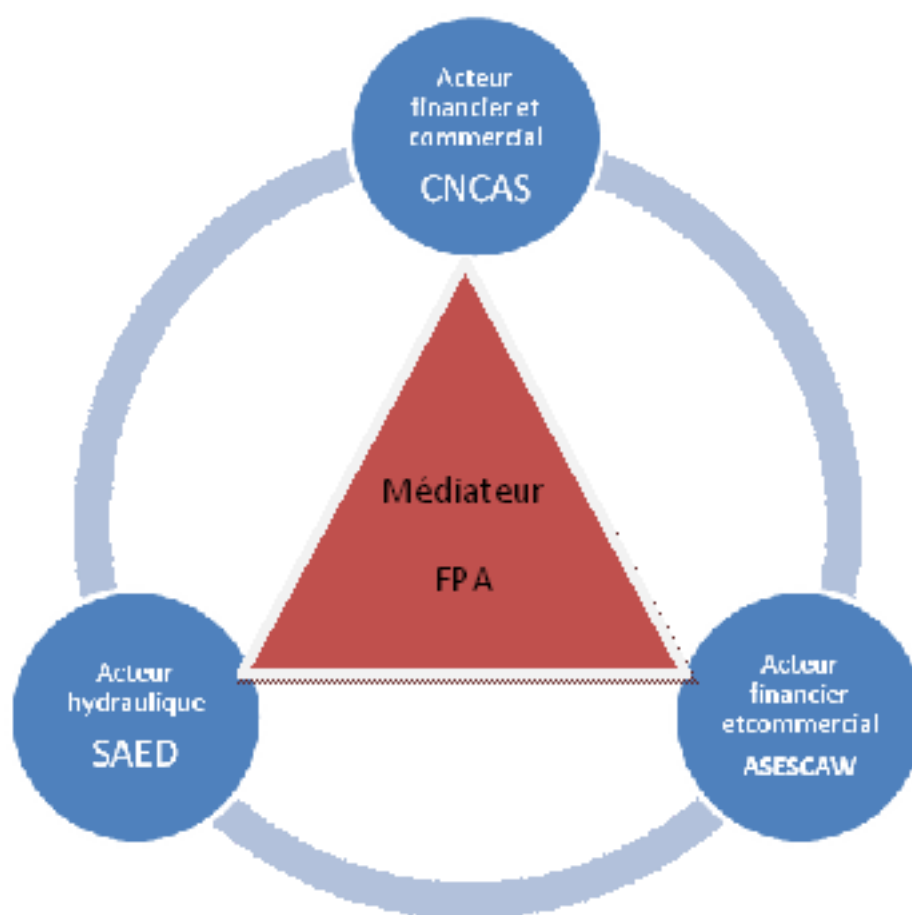 Acteur
financier et
commercial
CNCAS
Médiateur
FPA
Acteur
hydraulique
SAED
Acteur
financier
etcommercial
ASESCAW